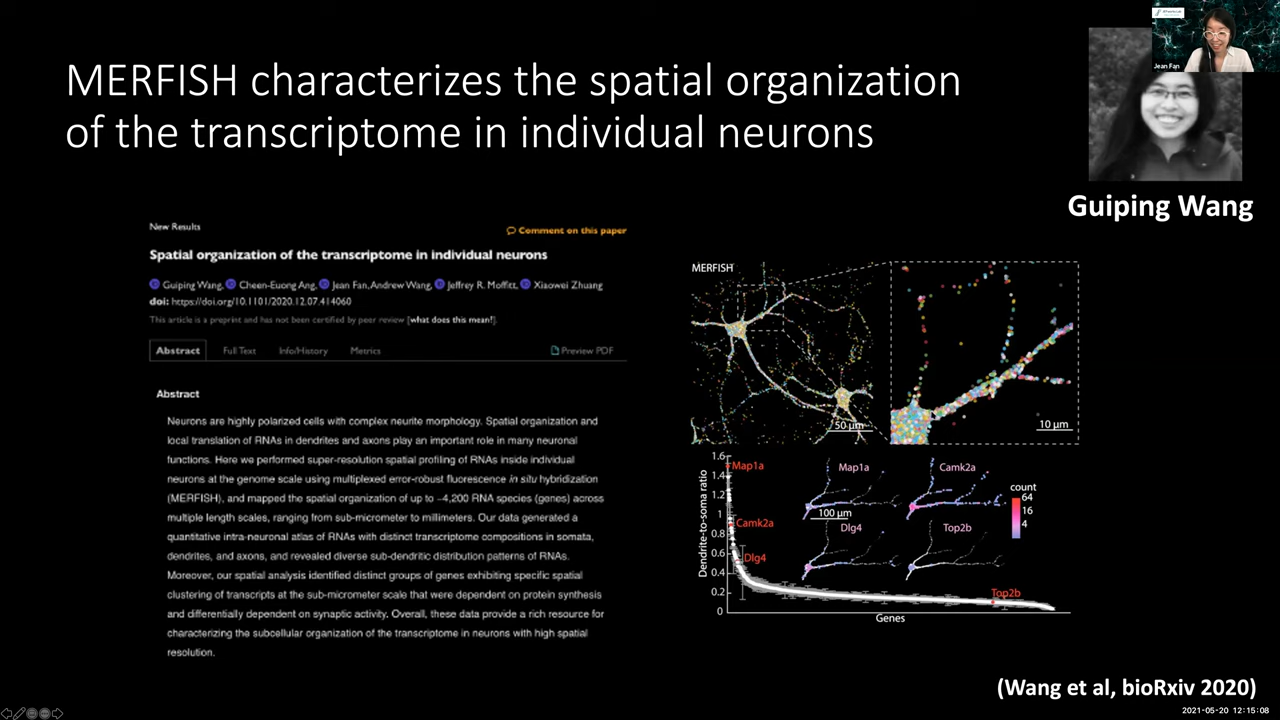 MERFISH characterizes the spatial organization
of the transcriptome in individual neurons
Jean Fan
Guiping Wang
New Results
Comment on this paper
Spatial organization of the transcriptome in individual neurons
Guiping Wang, Cheen-Euong Ang, Jean Fan, Andrew Wang, Jeffrey R. Moffitt, Xiaowei Zhuang
doi: https://doi.org/10.1101/2020.12.07.414060
This article is a preprint and has not been certified by peer review [what does this mean?].
Abstract Full Text Info/History Metrics Preview PDF
Abstract
Neurons are highly polarized cells with complex neurite morphology. Spatial organization and
local translation of RNAs in dendrites and axons play an important role in many neuronal
functions. Here we performed super-resolution spatial profiling of RNAs inside individual
neurons at the genome scale using multiplexed error-robust fluorescence in situ hybridization
(MERFISH), and mapped the spatial organization of up to ~4,200 RNA species (genes) across
multiple length scales, ranging from sub-micrometer to millimeters. Our data generated a
quantitative intra-neuronal atlas of RNAs with distinct transcriptome compositions in somata,
dendrites, and axons, and revealed diverse sub-dendritic distribution patterns of RNAs.
Moreover, our spatial analysis identified distinct groups of genes exhibiting specific spatial
clustering of transcripts at the sub-micrometer scale that were dependent on protein synthesis
and differentially dependent on synaptic activity. Overall, these data provide a rich resource for
characterizing the subcellular organization of the transcriptome in neurons with high spatial
resolution.
MERFISH
50 µm
10 µm
Dendrite-to-soma ratio
1.6
1.4
1.2
1
0.8
0.6
0.4
0.2
0
Map1a
Camk2a
Dlg4
Top2b
Map1a
Camk2a
100 µm
Dlg4
Top2b
count
64
16
4
Genes
(Wang et al, bioRxiv 2020)
2021-05-20 12:15:08